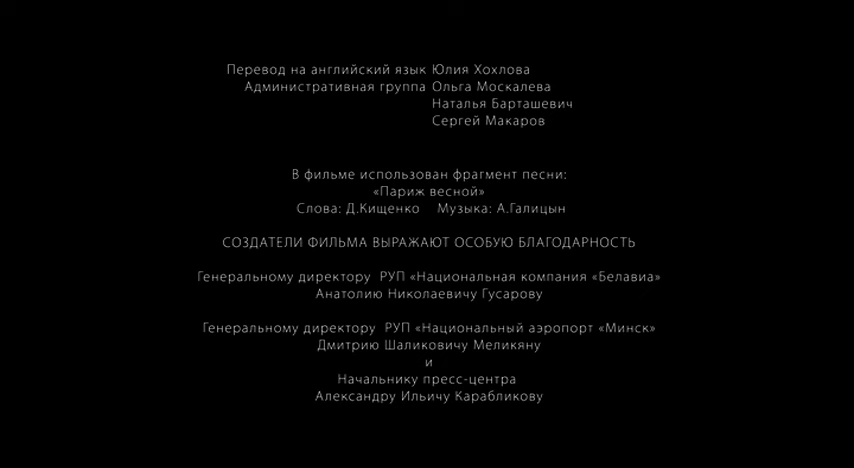 Перевод на английский язык Юлия Хохлова
Административная группа Ольга Москалева
Наталья Барташевич
Сергей Макаров
В фильме использован фрагмент песни:
«Париж весной»
Слова: Д.Кищенко Музыка: А.Галицын
СОЗДАТЕЛИ ФИЛЬМА ВЫРАЖАЮТ ОСОБУЮ БЛАГОДАРНОСТЬ
Генеральному директору РУП «Национальная компания «Белавиа»
Анатолию Николаевичу Гусарову
Генеральному директору РУП «Национальный аэропорт «Минск»
Дмитрию Шаликовичу Меликяну
и
Начальнику пресс-центра
Александру Ильичу Карабликову